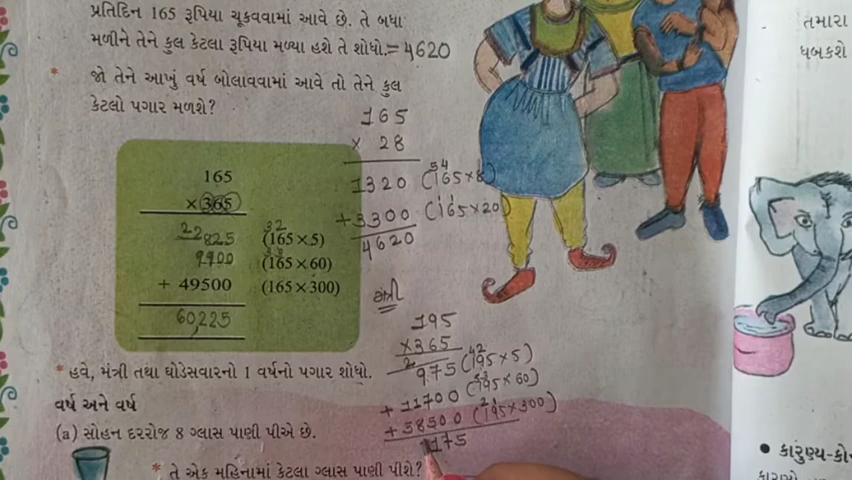 પ્રતિદિન 165 રૂપિયા ચૂકવવામાં આવે છે. તે બધા
મળીને તેને કુલ કેટલા રૂપિયા મળ્યા હશે તે શોધો.= 4620
* જો તેને આખું વર્ષ બોલાવવામાં આવે તો તેને કુલ
કેટલો પગાર મળશે?
165
× 28
1320 (165×8)
+3300 (165×20)
4620
165
×365
825 (165×5)
9900 (165×60)
+ 49500 (165×300)
60,225
મંત્રી
195
×365
975 (195×5)
+11700 (195×60)
+58500 (195×300)
175
* હવે, મંત્રી તથા ઘોડેસવારનો 1 વર્ષનો પગાર શોધો.
વર્ષ અને વર્ષ
(a) સોહન દરરોજ 8 ગ્લાસ પાણી પીએ છે.
* તે એક મહિનામાં કેટલા ગ્લાસ પાણી પીશે?
તમારા
ધબકશે
● કારુણ્ય-કો